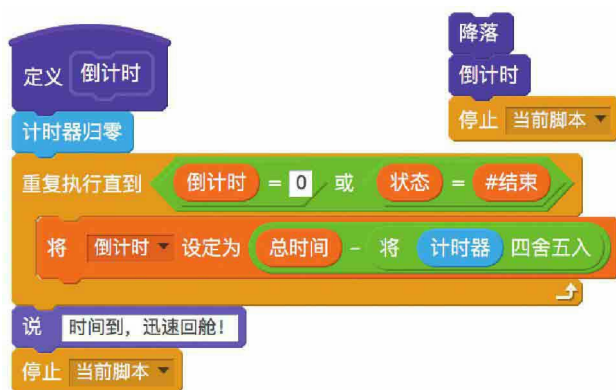 定义 倒计时
计时器归零
重复执行直到 倒计时 = 0 或 状态 = #结束
将 倒计时 设定为 总时间 - 将 计时器 四舍五入
说 时间到，迅速回舱！
停止 当前脚本
降落
倒计时
停止 当前脚本